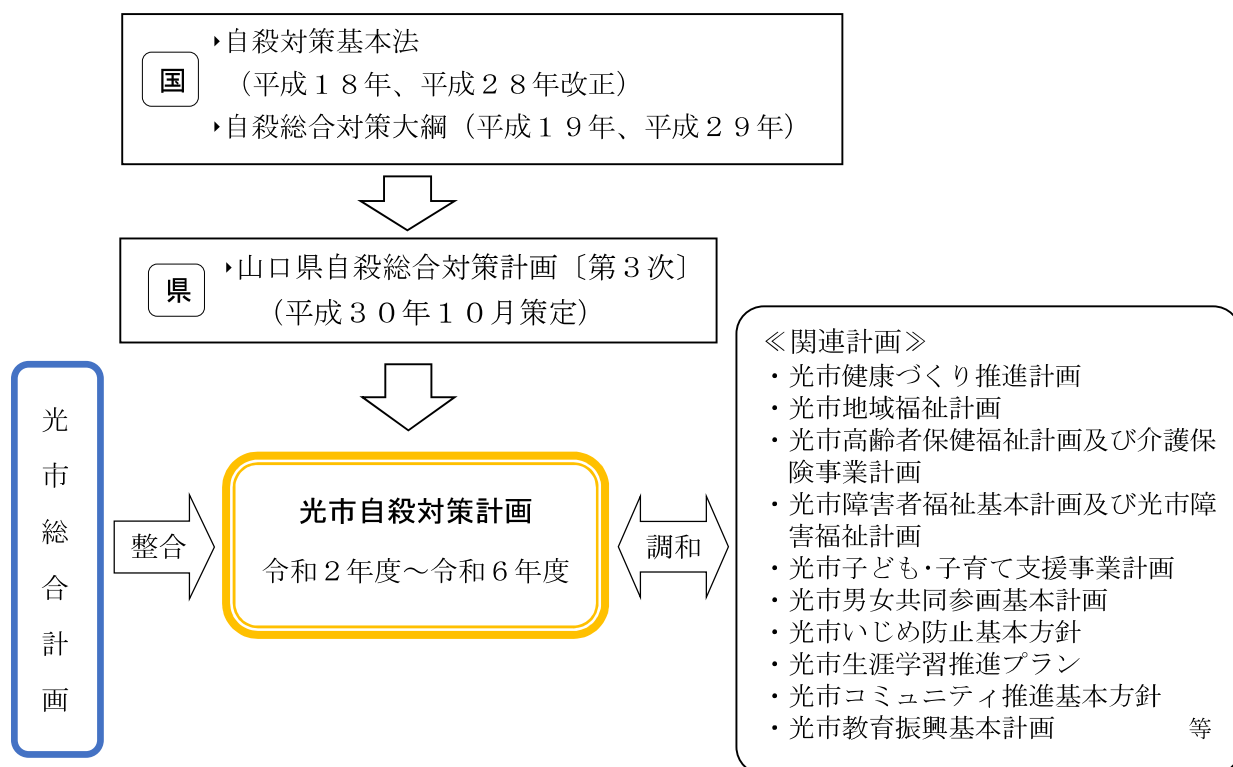 国
‣自殺対策基本法
（平成１８年、平成２８年改正）
‣自殺総合対策大綱（平成１９年、平成２９年）
県
‣山口県自殺総合対策計画〔第３次〕
（平成３０年１０月策定）
光市総合計画
整合
光市自殺対策計画
令和２年度～令和６年度
調和
≪関連計画≫
・光市健康づくり推進計画
・光市地域福祉計画
・光市高齢者保健福祉計画及び介護保
険事業計画
・光市障害者福祉基本計画及び光市障
害福祉計画
・光市子ども･子育て支援事業計画
・光市男女共同参画基本計画
・光市いじめ防止基本方針
・光市生涯学習推進プラン
・光市コミュニティ推進基本方針
・光市教育振興基本計画　等